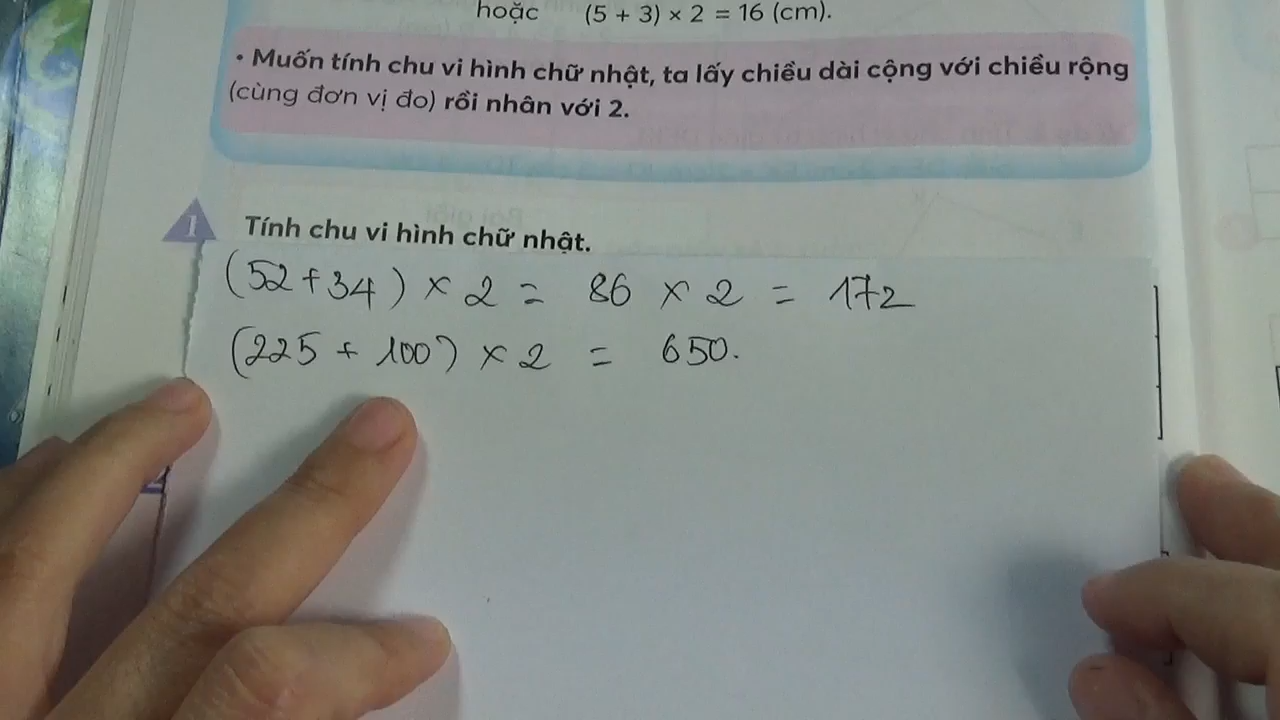 hoặc (5 + 3) × 2 = 16 (cm).
• Muốn tính chu vi hình chữ nhật, ta lấy chiều dài cộng với chiều rộng
(cùng đơn vị đo) rồi nhân với 2.
1 Tính chu vi hình chữ nhật.
(52 + 34) × 2 = 86 × 2 = 172
(225 + 100) × 2 = 650.